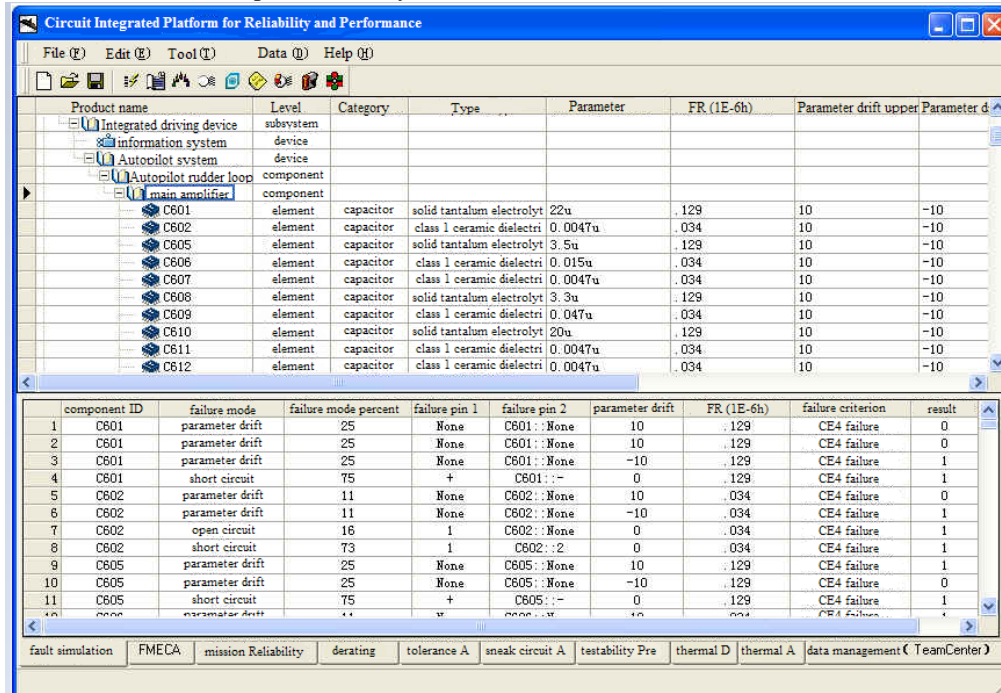 Circuit Integrated Platform for Reliability and Performance
File (F) Edit (E) Tool(T) Data (D) Help (H)
Product name Level Category Type Parameter FR (1E-6h) Parameter drift upper Parameter d
Integrated driving device subsystem
information system device
Autopilot system device
Autopilot rudder loop component
main amplifier component
C601 element capacitor solid tantalum electrolyt 22u .129 10 -10
C602 element capacitor class 1 ceramic dielectri 0.0047u .034 10 -10
C605 element capacitor solid tantalum electrolyt 3.5u .129 10 -10
C606 element capacitor class 1 ceramic dielectri 0.015u .034 10 -10
C607 element capacitor class 1 ceramic dielectri 0.0047u .034 10 -10
C608 element capacitor solid tantalum electrolyt 3.3u .129 10 -10
C609 element capacitor class 1 ceramic dielectri 0.047u .034 10 -10
C610 element capacitor solid tantalum electrolyt 20u .129 10 -10
C611 element capacitor class 1 ceramic dielectri 0.0047u .034 10 -10
C612 element capacitor class 1 ceramic dielectri 0.0047u .034 10 -10
component ID failure mode failure mode percent failure pin 1 failure pin 2 parameter drift FR (1E-6h) failure criterion result
1 C601 parameter drift 25 None C601::None 10 .129 CE4 failure 0
2 C601 parameter drift 25 None C601::None 10 .129 CE4 failure 0
3 C601 parameter drift 25 None C601::None -10 .129 CE4 failure 1
4 C601 short circuit 75 + C601::- 0 .129 CE4 failure 1
5 C602 parameter drift 11 None C602::None 10 .034 CE4 failure 0
6 C602 parameter drift 11 None C602::None -10 .034 CE4 failure 1
7 C602 open circuit 16 1 C602::None 0 .034 CE4 failure 1
8 C602 short circuit 73 1 C602::2 0 .034 CE4 failure 1
9 C605 parameter drift 25 None C605::None 10 .129 CE4 failure 1
10 C605 parameter drift 25 None C605::None -10 .129 CE4 failure 0
11 C605 short circuit 75 + C605::- 0 .129 CE4 failure 1
parameter drift CE4 failure
fault simulation FMECA mission Reliability derating tolerance A sneak circuit A testability Pre thermal D thermal A data management(TeamCenter)